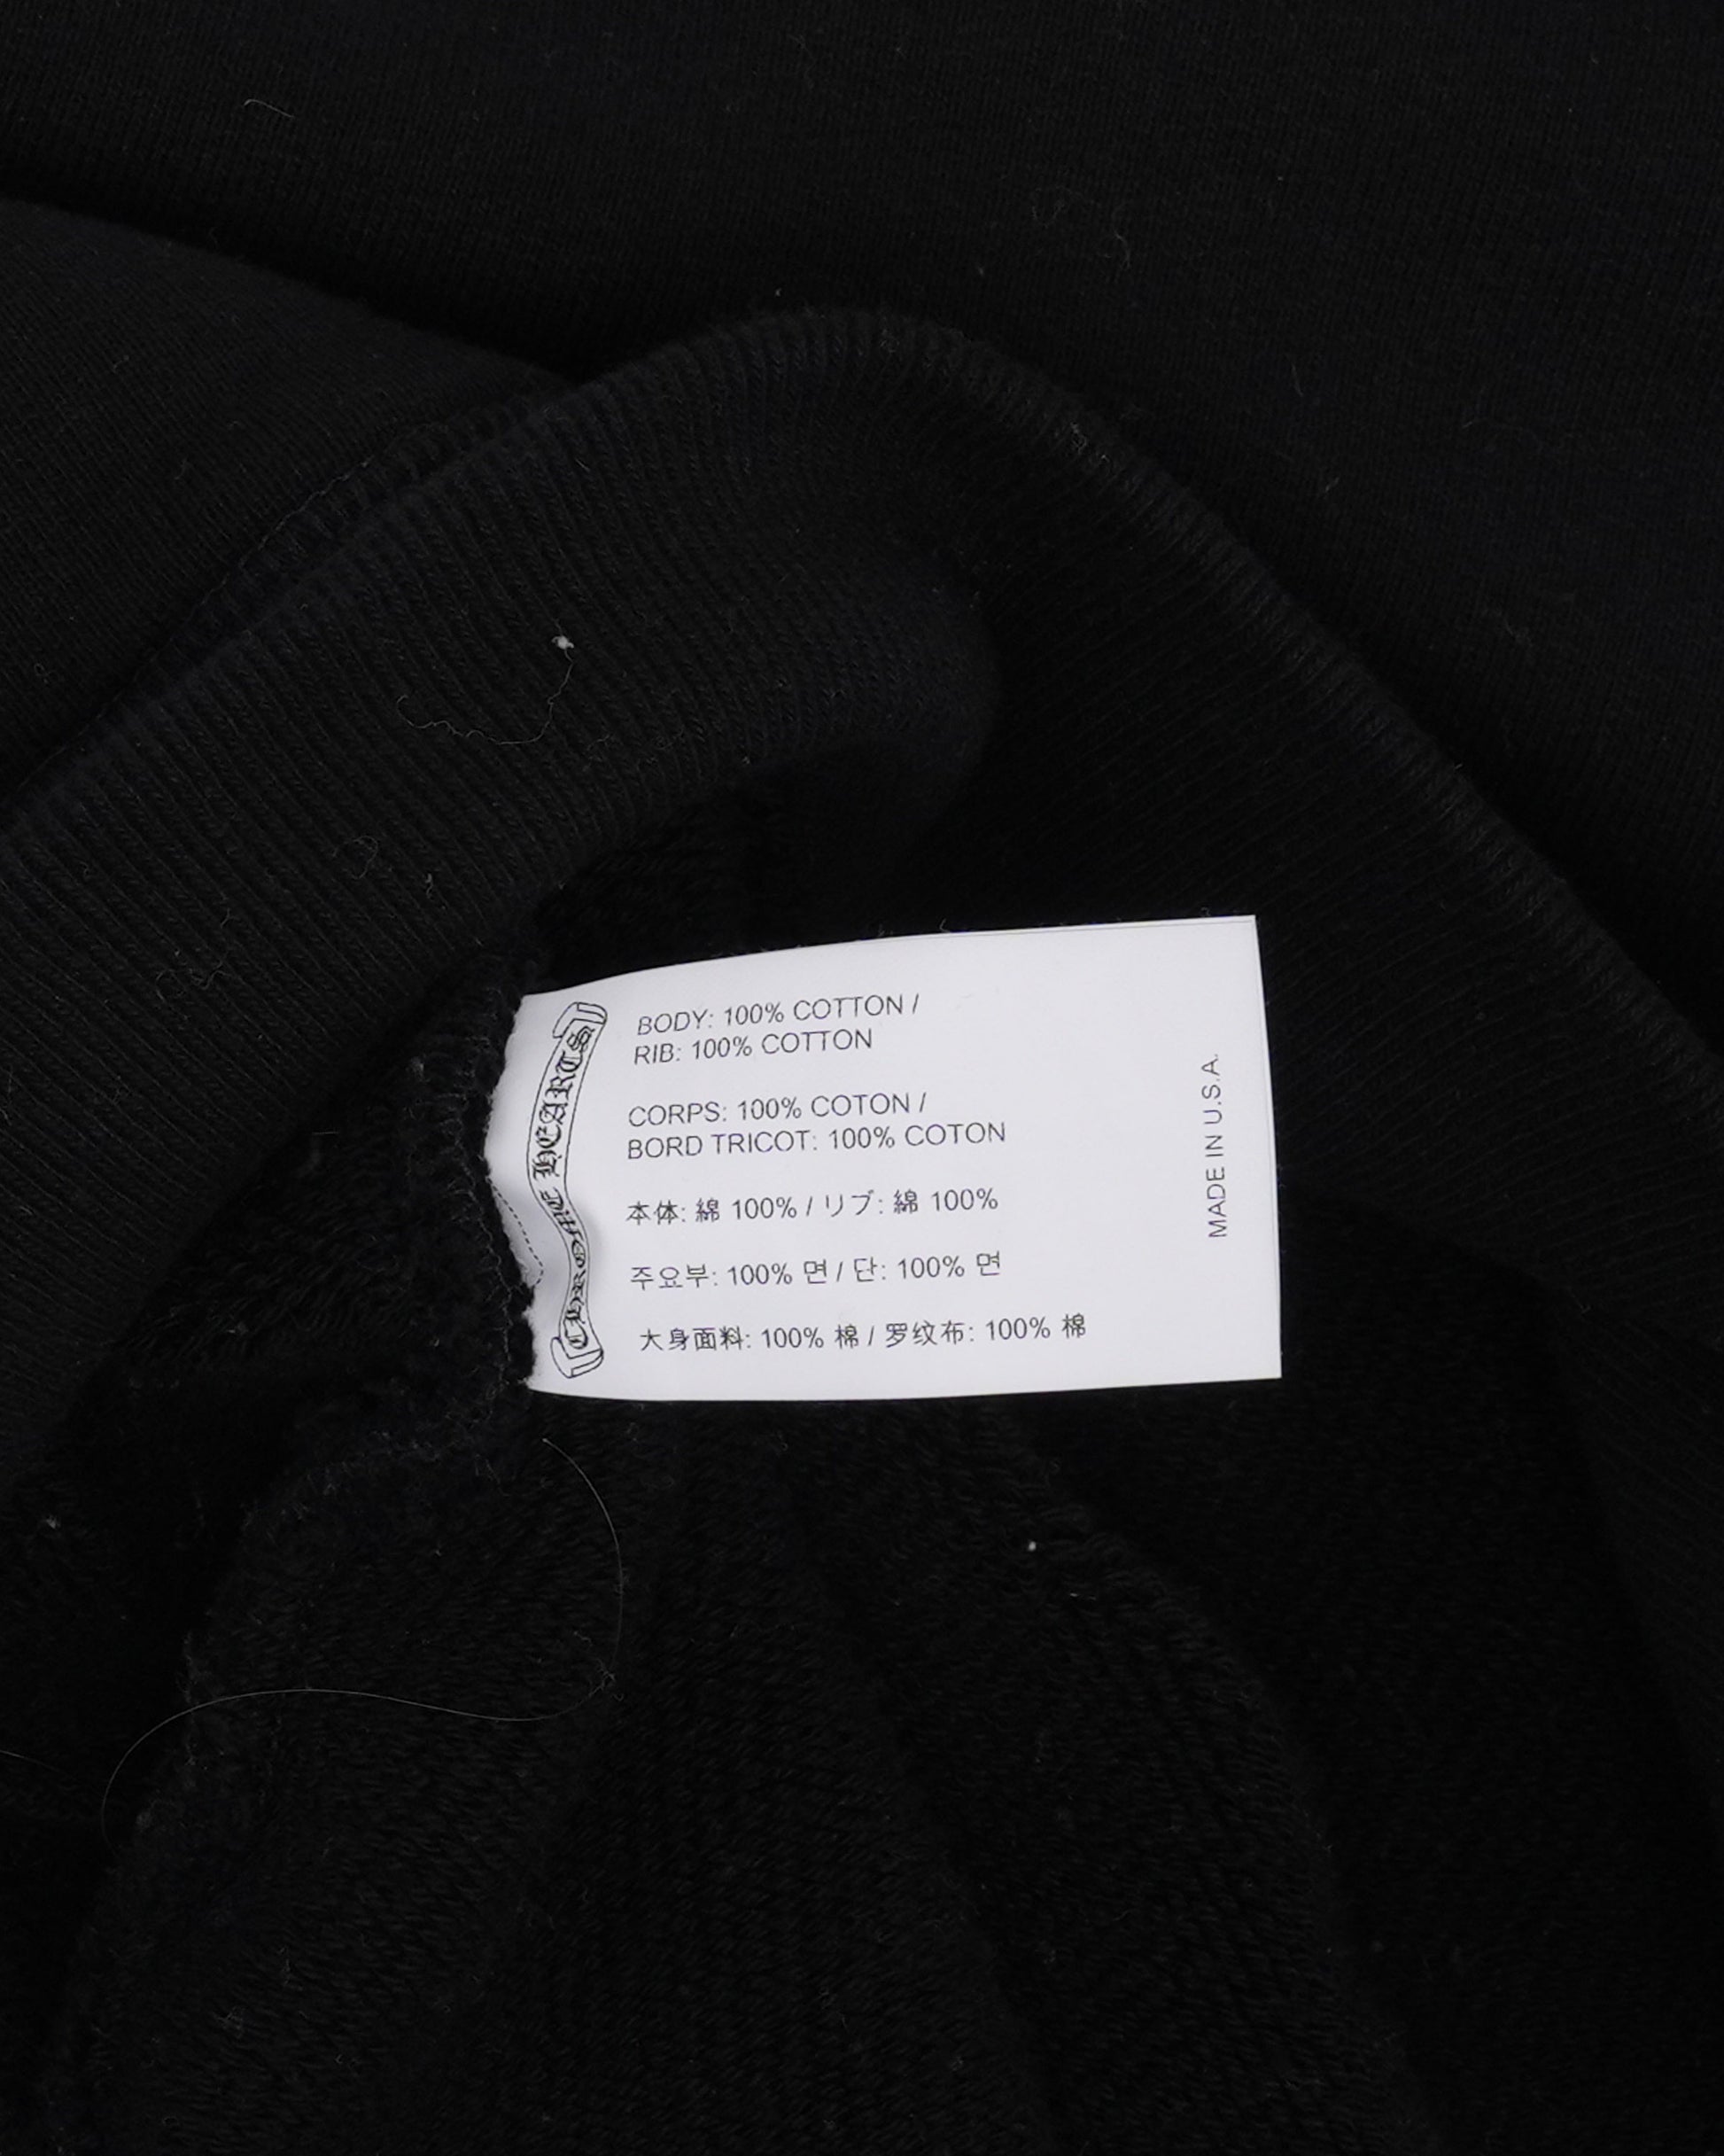 CHROME HEARTS
BODY: 100% COTTON /
RIB: 100% COTTON
CORPS: 100% COTON /
BORD TRICOT: 100% COTON
本体: 綿 100% / リブ: 綿 100%
주요부: 100% 면 / 단: 100% 면
大身面料: 100% 棉 / 罗纹布: 100% 棉
MADE IN U.S.A.